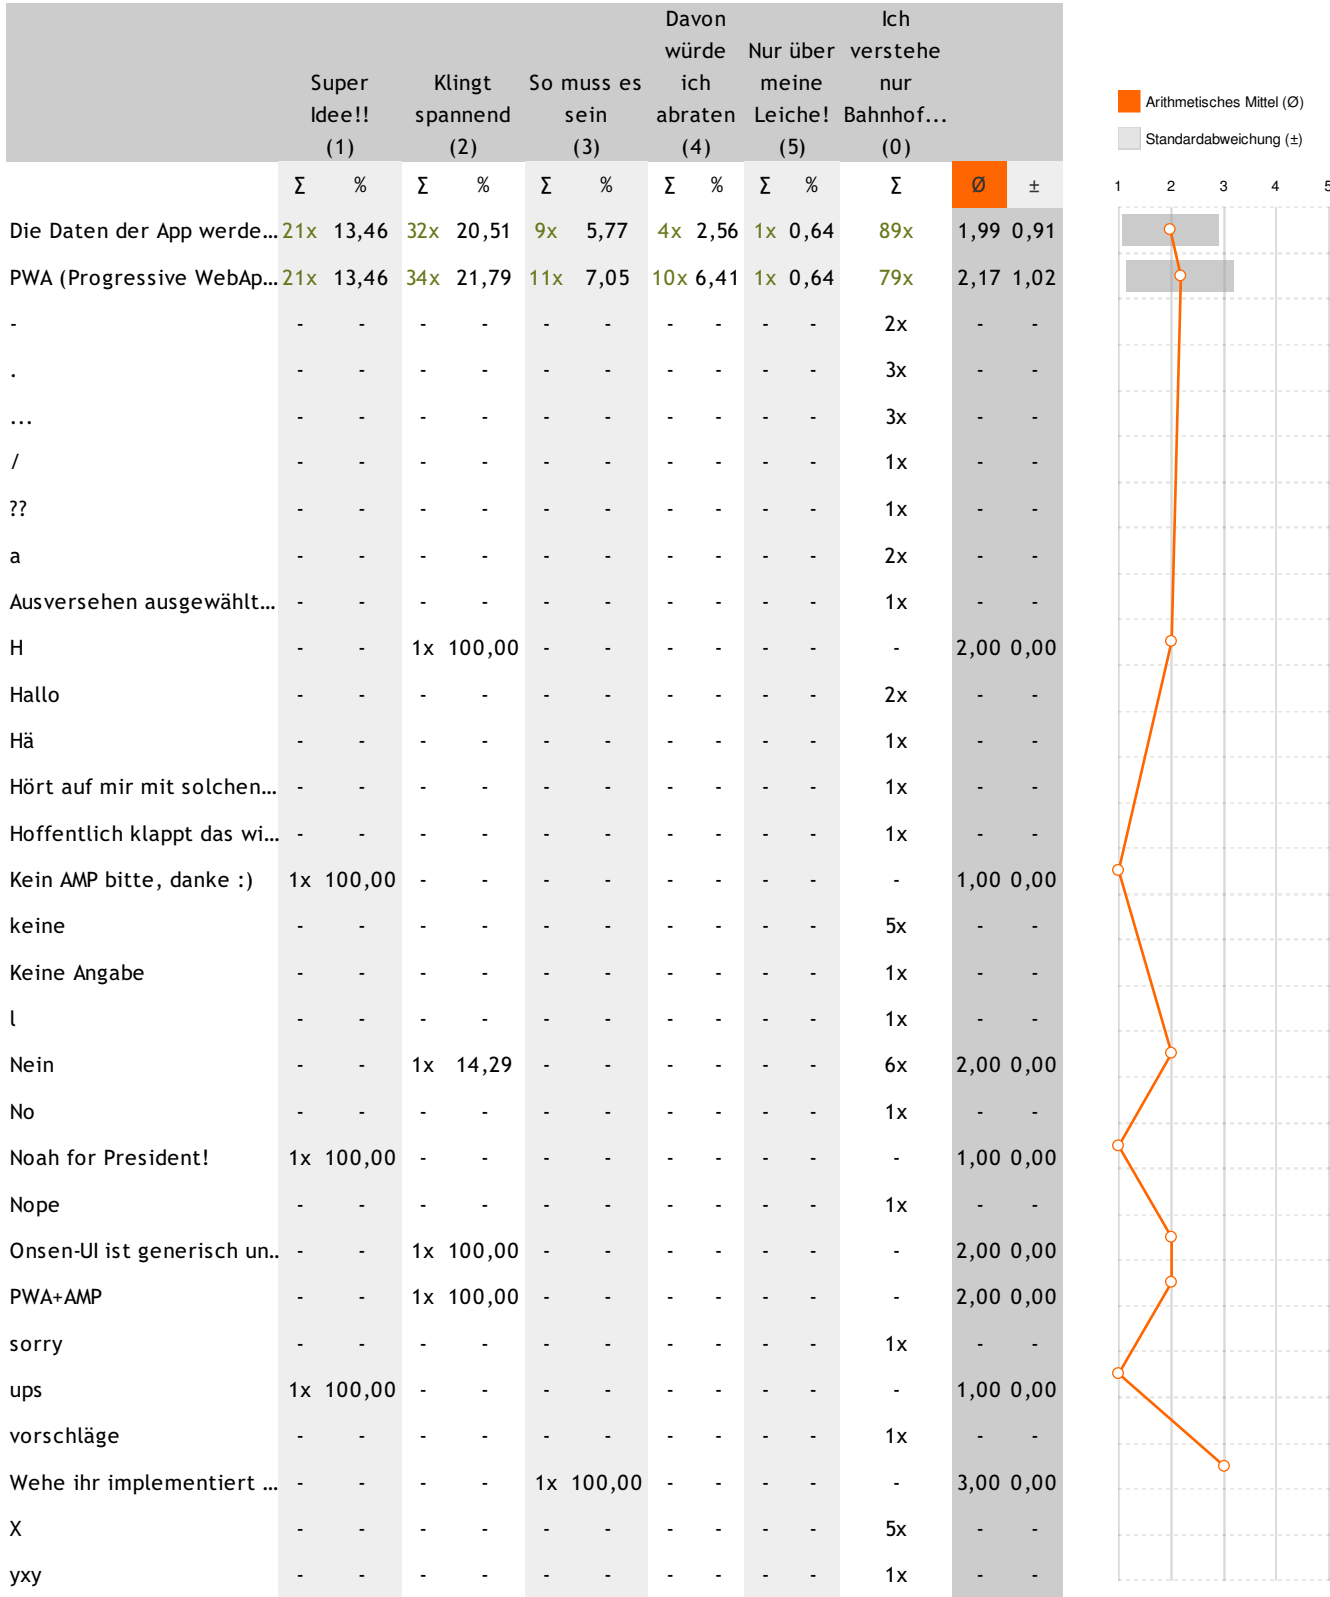 Super Idee!! (1) Klingt spannend (2) So muss es sein (3) Davon würde ich abraten (4) Nur über meine Leiche! (5) Ich verstehe nur Bahnhof... (0)
Arithmetisches Mittel (Ø)
Standardabweichung (±)
Σ % Σ % Σ % Σ % Σ % Σ Ø ± 1 2 3 4 5
Die Daten der App werde... 21x 13,46 32x 20,51 9x 5,77 4x 2,56 1x 0,64 89x 1,99 0,91
PWA (Progressive WebAp... 21x 13,46 34x 21,79 11x 7,05 10x 6,41 1x 0,64 79x 2,17 1,02
- - - - - - - - - - - 2x - -
. - - - - - - - - - - 3x - -
... - - - - - - - - - - 3x - -
/ - - - - - - - - - - 1x - -
?? - - - - - - - - - - 1x - -
a - - - - - - - - - - 2x - -
Ausversehen ausgewählt... - - - - - - - - - - 1x - -
H - - 1x 100,00 - - - - - - - 2,00 0,00
Hallo - - - - - - - - - - 2x - -
Hä - - - - - - - - - - 1x - -
Hört auf mir mit solchen... - - - - - - - - - - 1x - -
Hoffentlich klappt das wi... - - - - - - - - - - 1x - -
Kein AMP bitte, danke :) 1x 100,00 - - - - - - - - - 1,00 0,00
keine - - - - - - - - - - 5x - -
Keine Angabe - - - - - - - - - - 1x - -
l - - - - - - - - - - 1x - -
Nein - - 1x 14,29 - - - - - - 6x 2,00 0,00
No - - - - - - - - - - 1x - -
Noah for President! 1x 100,00 - - - - - - - - - 1,00 0,00
Nope - - - - - - - - - - 1x - -
Onsen-UI ist generisch un.. - - 1x 100,00 - - - - - - - 2,00 0,00
PWA+AMP - - 1x 100,00 - - - - - - - 2,00 0,00
sorry - - - - - - - - - - 1x - -
ups 1x 100,00 - - - - - - - - - 1,00 0,00
vorschläge - - - - - - - - - - 1x - -
Wehe ihr implementiert ... - - - - 1x 100,00 - - - - - 3,00 0,00
X - - - - - - - - - - 5x - -
yxy - - - - - - - - - - 1x - -